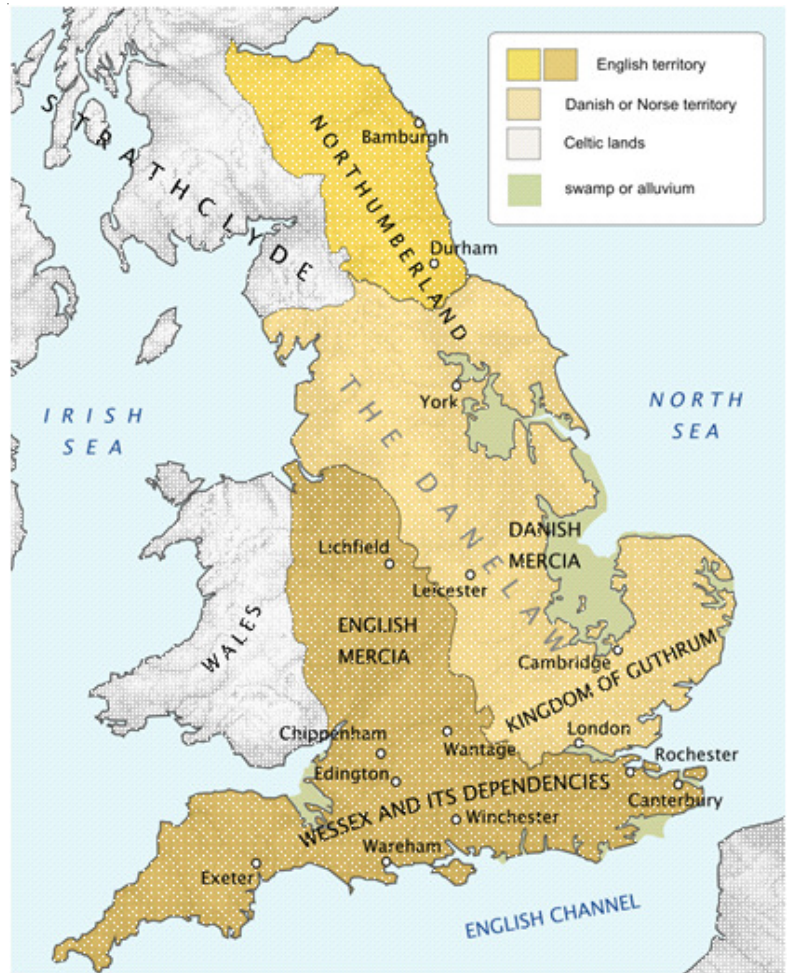 English territory
Danish or Norse territory
Celtic lands
swamp or alluvium
STRATHCLYDE
NORTHUMBERLAND
Bamburgh
Durham
IRISH
SEA
NORTH
SEA
York
THE DANELAW
DANISH
MERCIA
Lichfield
Leicester
WALES
ENGLISH
MERCIA
Cambridge
KINGDOM OF GUTHRUM
Chippenham
Wantage
London
Edington
Rochester
WESSEX AND ITS DEPENDENCIES
Canterbury
Winchester
Wareham
Exeter
ENGLISH CHANNEL